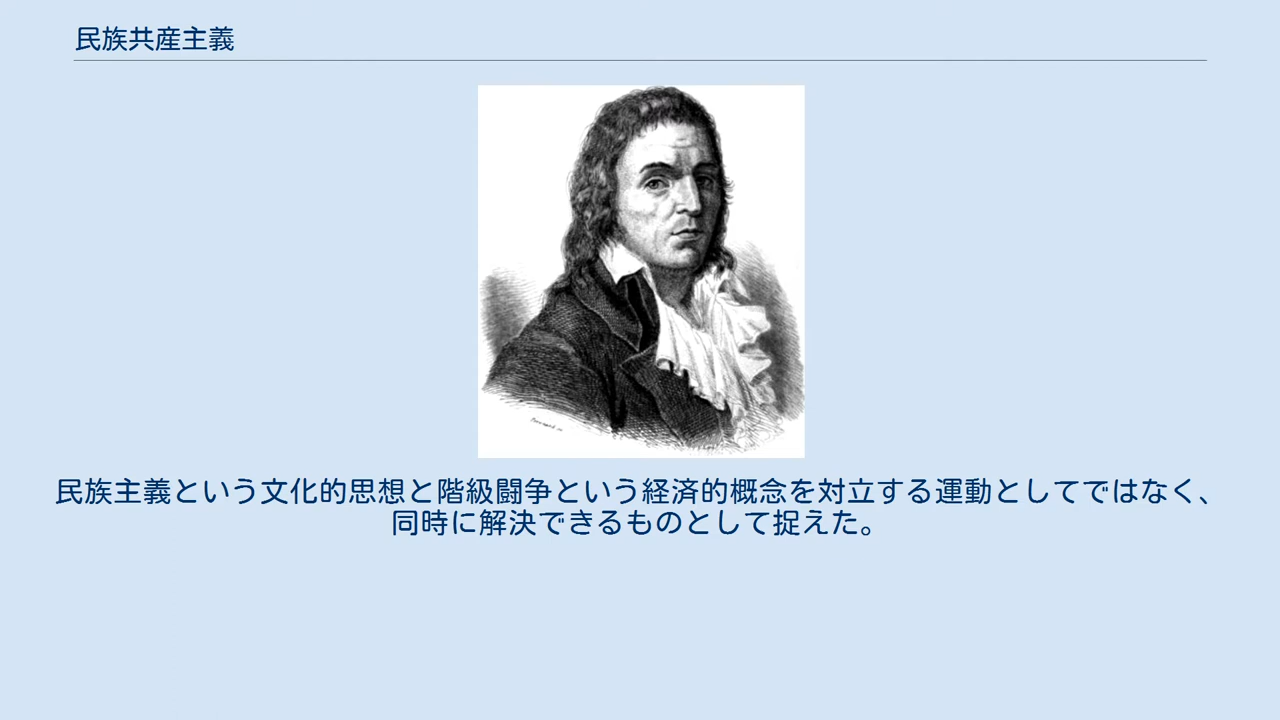 民族共産主義
民族主義という文化的思想と階級闘争という経済的概念を対立する運動としてではなく、
同時に解決できるものとして捉えた。